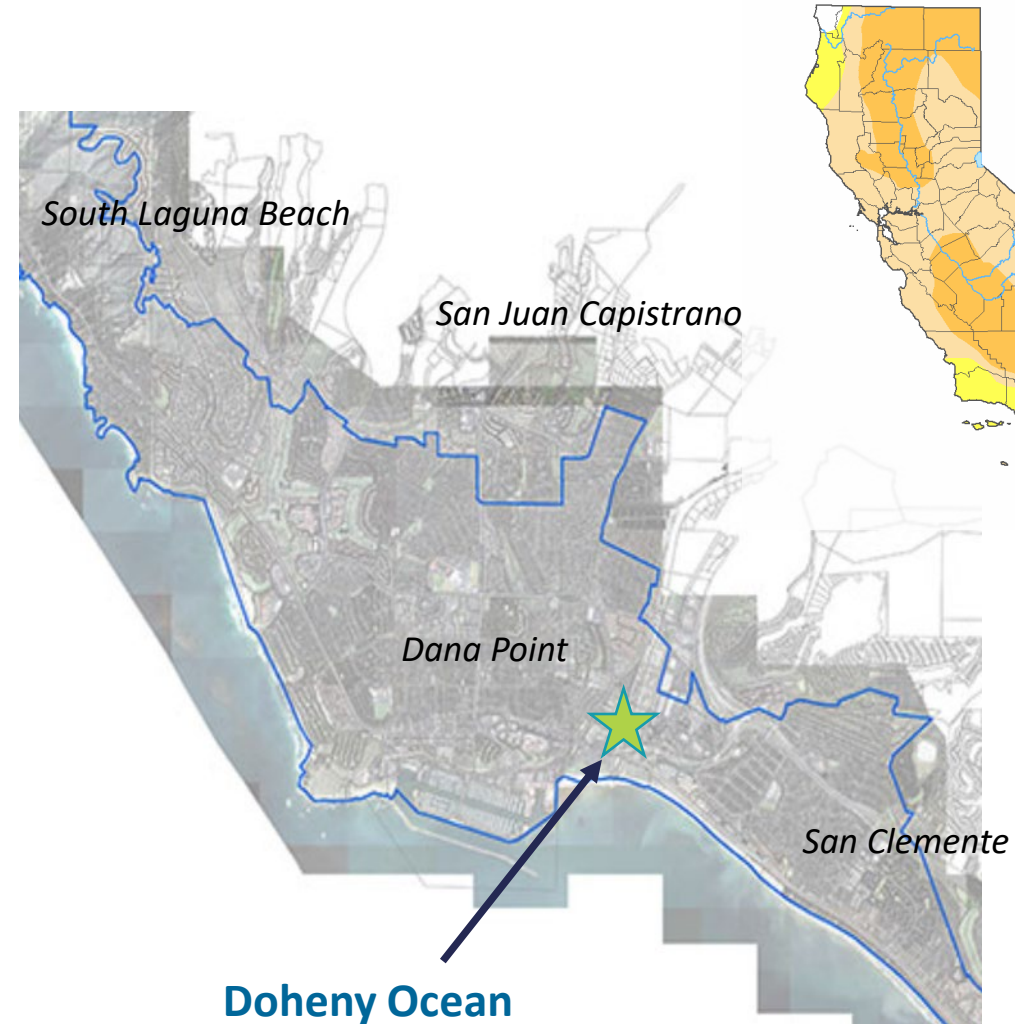 South Laguna Beach
San Juan Capistrano
Dana Point
San Clemente
Doheny Ocean